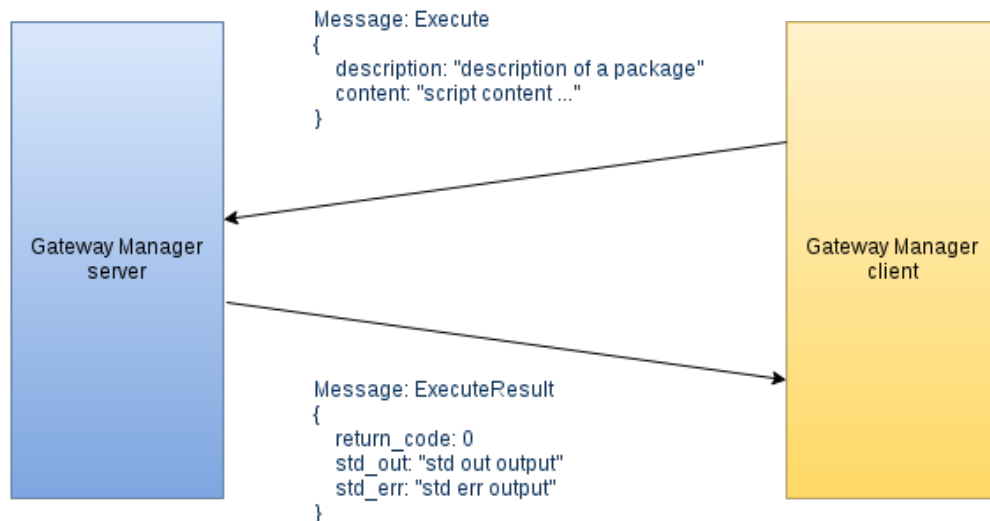 Message: Execute
{
description: "description of a package"
content: "script content ..."
}
Gateway Manager
server
Gateway Manager
client
Message: ExecuteResult
{
return_code: 0
std_out: "std out output"
std_err: "std err output"
}